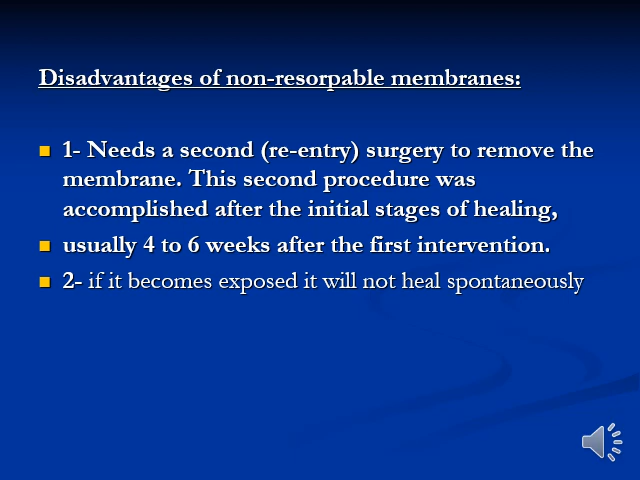 Disadvantages of non-resorpable membranes:
1- Needs a second (re-entry) surgery to remove the
membrane. This second procedure was
accomplished after the initial stages of healing,
usually 4 to 6 weeks after the first intervention.
2- if it becomes exposed it will not heal spontaneously